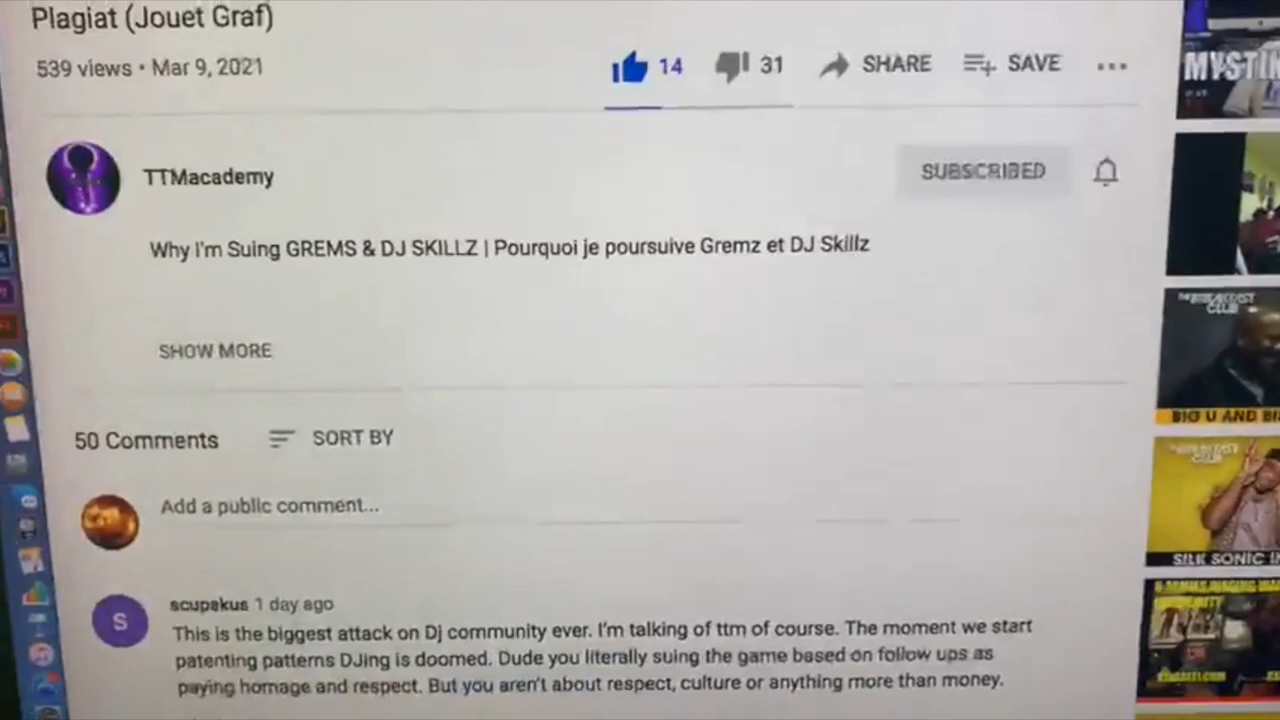 Plagiat (Jouet Graf)
539 views • Mar 9, 2021
14
31
SHARE
SAVE
TTMacademy
SUBSCRIBED
Why I'm Suing GREMS & DJ SKILLZ | Pourquoi je poursuive Gremz et DJ Skillz
SHOW MORE
50 Comments
SORT BY
Add a public comment...
S
scupakus 1 day ago
This is the biggest attack on Dj community ever. I'm talking of ttm of course. The moment we start
patenting patterns DJing is doomed. Dude you literally suing the game based on follow ups as
paying homage and respect. But you aren't about respect, culture or anything more than money.
THE BREAKFAST
CLUB
BIG U AND BI
SILK SONIC IN